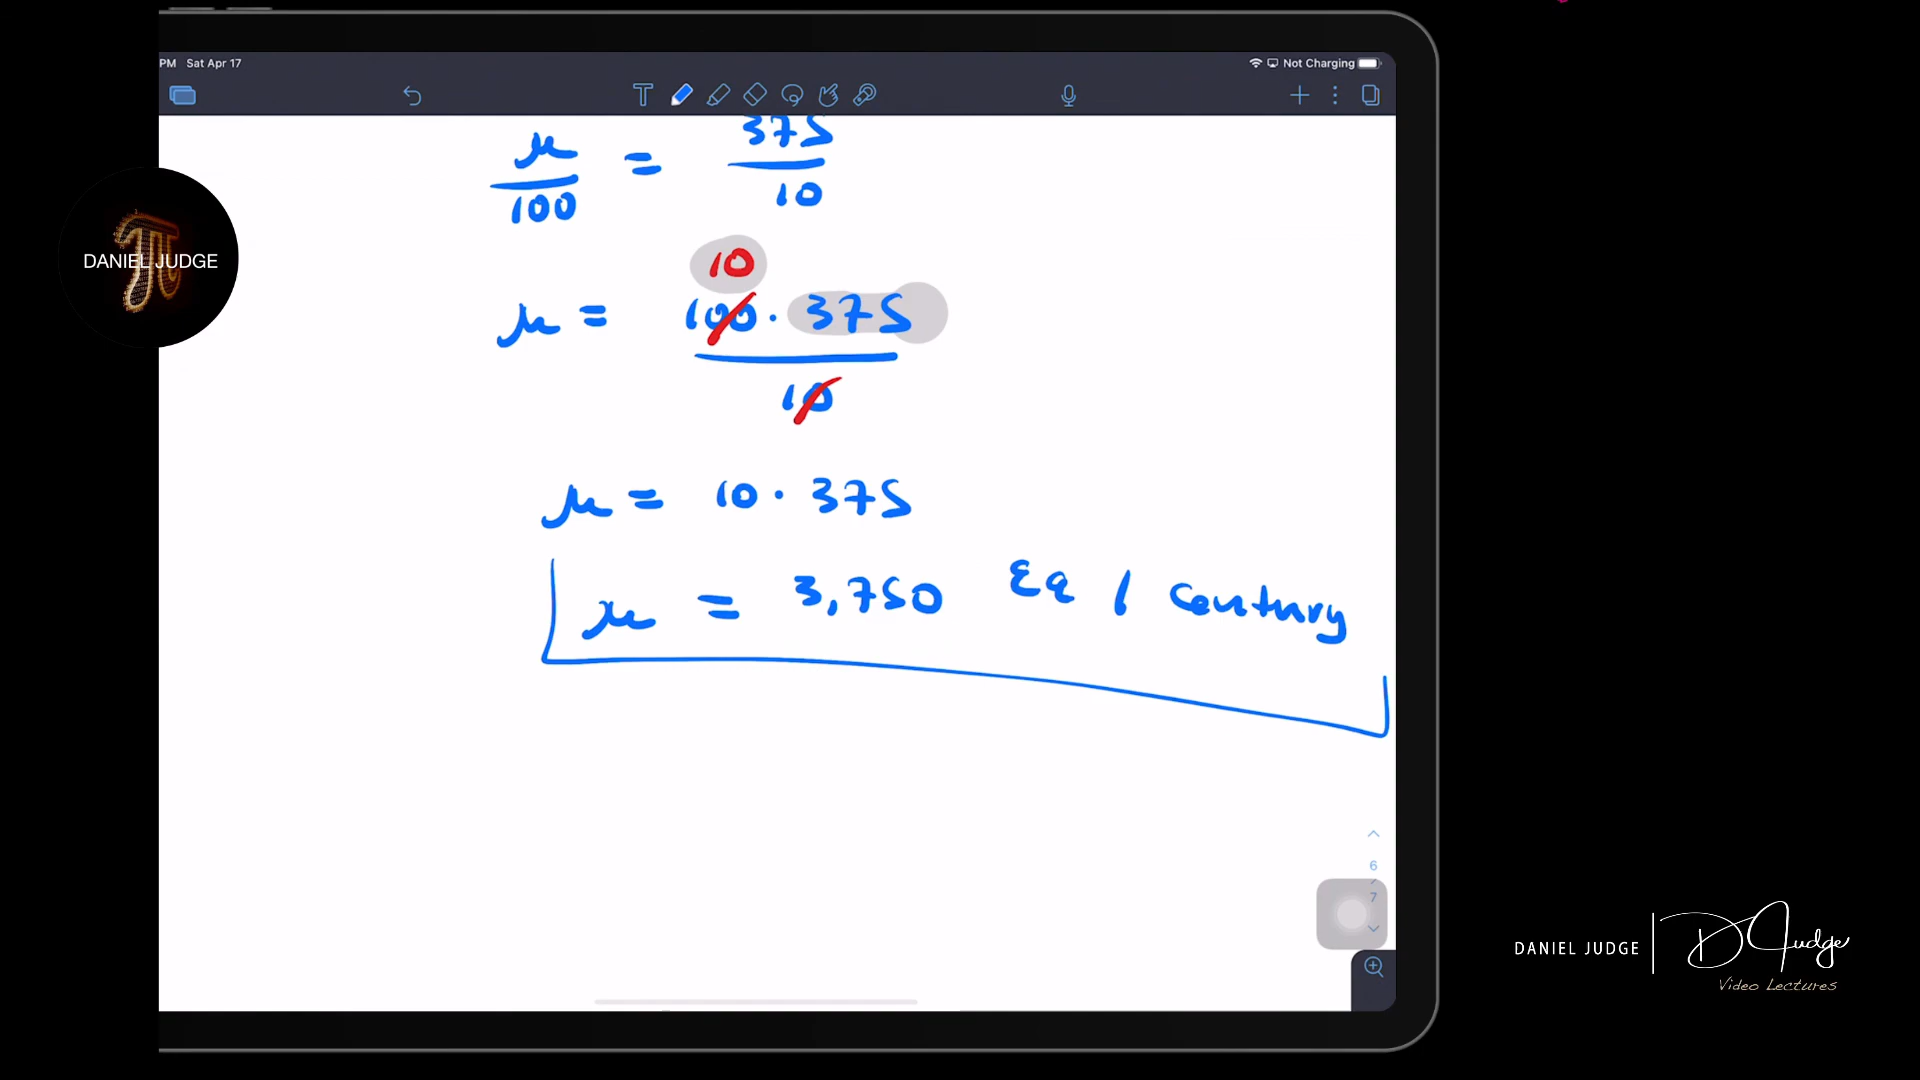 PM Sat Apr 17
Not Charging
T
μ/100 = 375/10
DANIEL JUDGE
10
μ = 100 · 375
10
μ = 10 · 375
μ = 3,750 Eq / century
6
/
7
DANIEL JUDGE
DJudge
Video Lectures